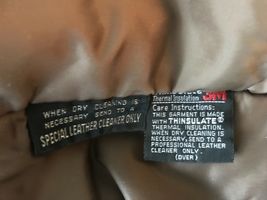 WHEN DRY CLEANING IS
NECESSARY SEND TO A
SPECIAL LEATHER CLEANER ONLY
Thermal Insulation
Care Instructions:
THIS GARMENT IS MADE
WITH THINSULATE™
THERMAL INSULATION.
WHEN DRY CLEANING IS
NECESSARY, SEND TO A
PROFESSIONAL LEATHER
CLEANER ONLY.
(OVER)